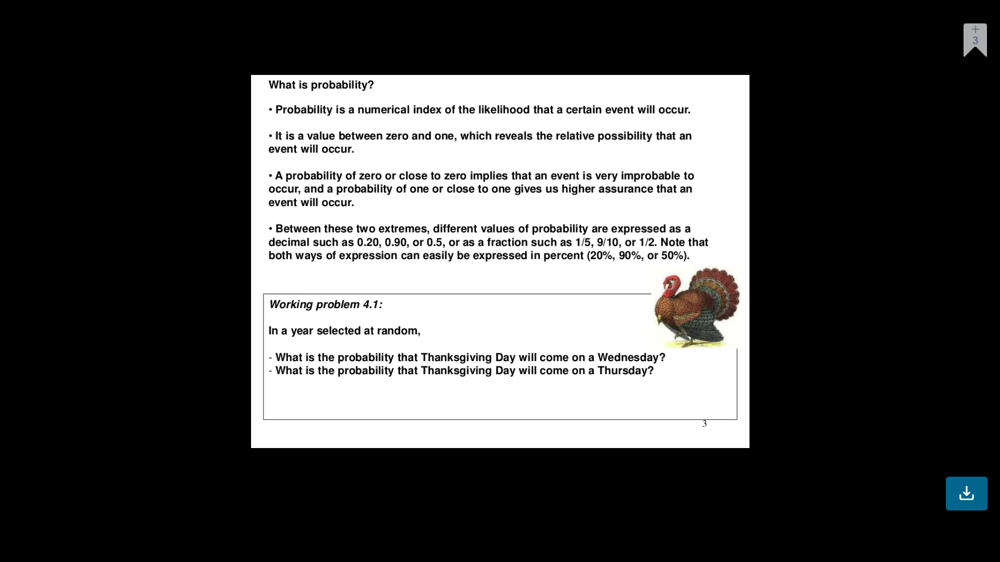 +
3
What is probability?
• Probability is a numerical index of the likelihood that a certain event will occur.
• It is a value between zero and one, which reveals the relative possibility that an
event will occur.
• A probability of zero or close to zero implies that an event is very improbable to
occur, and a probability of one or close to one gives us higher assurance that an
event will occur.
• Between these two extremes, different values of probability are expressed as a
decimal such as 0.20, 0.90, or 0.5, or as a fraction such as 1/5, 9/10, or 1/2. Note that
both ways of expression can easily be expressed in percent (20%, 90%, or 50%).
Working problem 4.1:
In a year selected at random,
- What is the probability that Thanksgiving Day will come on a Wednesday?
- What is the probability that Thanksgiving Day will come on a Thursday?
3